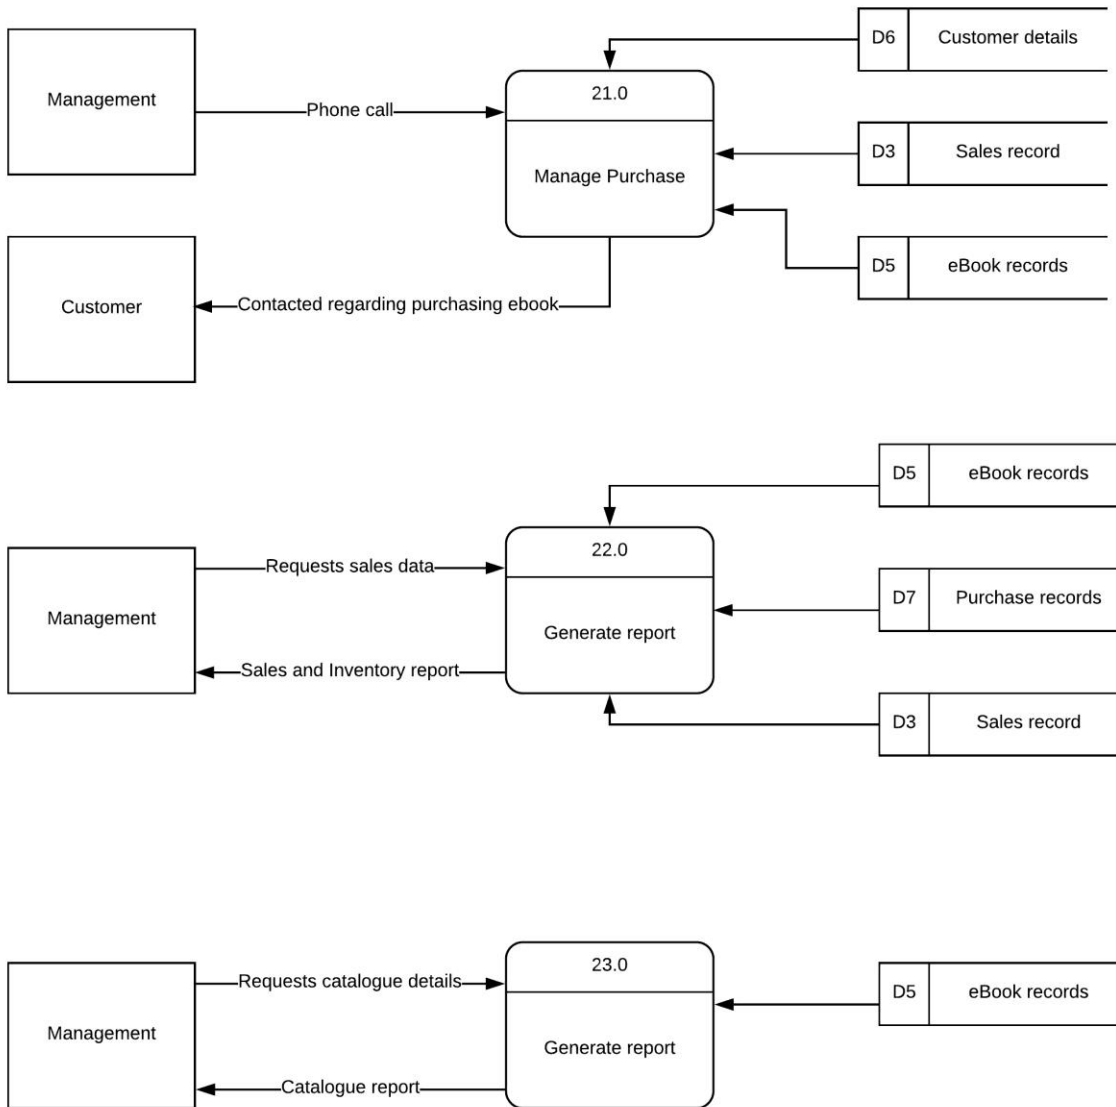 D6
Customer details
Management
21.0
Phone call
D3
Sales record
Manage Purchase
D5
eBook records
Customer
Contacted regarding purchasing ebook
D5
eBook records
22.0
Requests sales data
D7
Purchase records
Management
Generate report
Sales and Inventory report
D3
Sales record
23.0
Requests catalogue details
D5
eBook records
Management
Generate report
Catalogue report